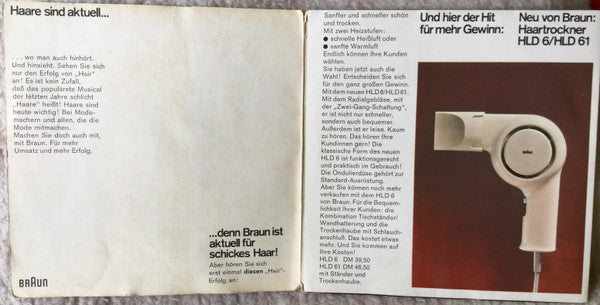 Haare sind aktuell...
... wo man auch hinhört.
Und hinsieht. Sehen Sie sich
nur den Erfolg von „Hair"
an! Es ist kein Zufall,
daß das populärste Musical
der letzten Jahre schlicht
„Haare" heißt! Haare sind
heute wichtig! Bei Mode-
machern und allen, die die
Mode mitmachen.
Machen Sie doch auch mit,
mit Braun. Für mehr
Umsatz und mehr Erfolg.
...denn Braun ist
aktuell für
schickes Haar!
Aber hören Sie sich
erst einmal diesen „Hair"-
Erfolg an:
BRAUN
Sanfter und schneller schön
und trocken.
Mit zwei Heizstufen:
● schnelle Heißluft oder
● sanfte Warmluft
Endlich können Ihre Kunden
wählen.
Sie haben jetzt auch die
Wahl! Entscheiden Sie sich
für den ganz großen Gewinn.
Mit dem neuen HLD6/HLD 61.
Mit dem Radialgebläse, mit
der „Zwei-Gang-Schaltung",
er ist nicht nur schneller,
sondern auch bequemer.
Außerdem ist er leise. Kaum
zu hören. Das hören Ihre
Kundinnen gern! Die
klassische Form des neuen
HLD 6 ist funktionsgerecht
und praktisch im Gebrauch!
Die Ondulierdüse gehört zur
Standard-Ausrüstung.
Aber Sie können noch mehr
verkaufen mit dem HLD 6
von Braun. Für die Bequem-
lichkeit Ihrer Kunden: die
Kombination Tischständer/
Wandhalterung und die
Trockenhaube mit Schlauch-
anschluß. Das kostet etwas
mehr. Und Sie kommen auf
Ihre Kosten!
HLD 6 DM 39,50
HLD 61 DM 46,50
mit Ständer und
Trockenhaube.
Und hier der Hit
für mehr Gewinn:
Neu von Braun:
Haartrockner
HLD 6/HLD 61
BRAUN